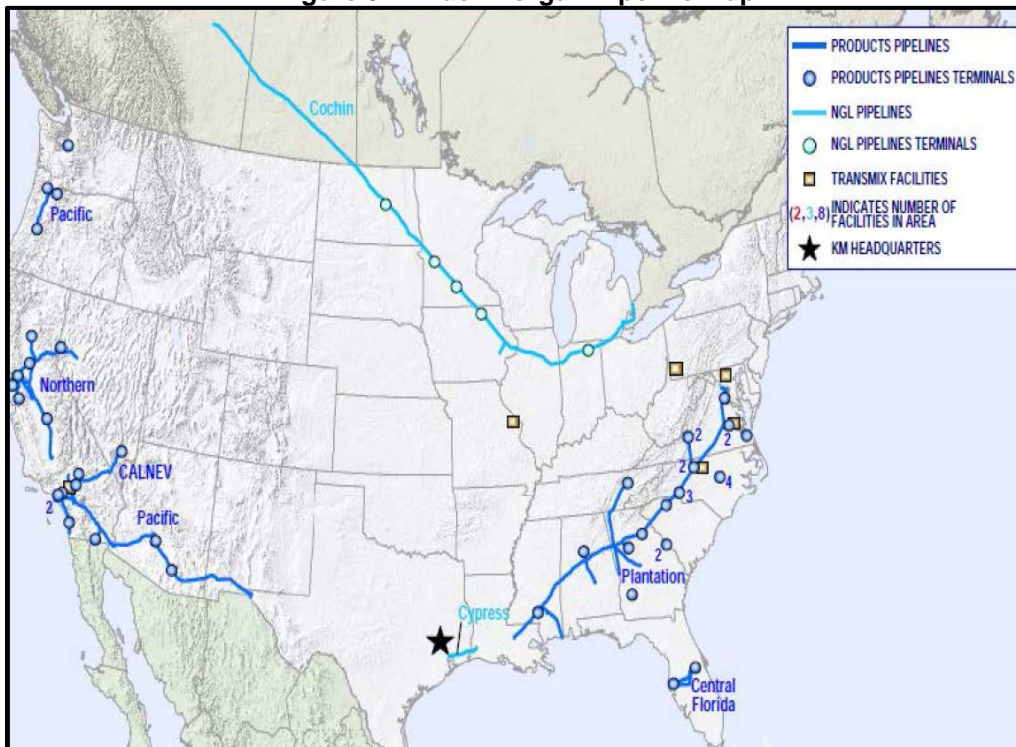 PRODUCTS PIPELINES
PRODUCTS PIPELINES TERMINALS
NGL PIPELINES
NGL PIPELINES TERMINALS
TRANSMIX FACILITIES
(2,3,8) INDICATES NUMBER OF
FACILITIES IN AREA
KM HEADQUARTERS
Cochin
Pacific
Northern
CALNEV
2
Pacific
2
2
2
4
3
2
Plantation
Cypress
Central
Florida